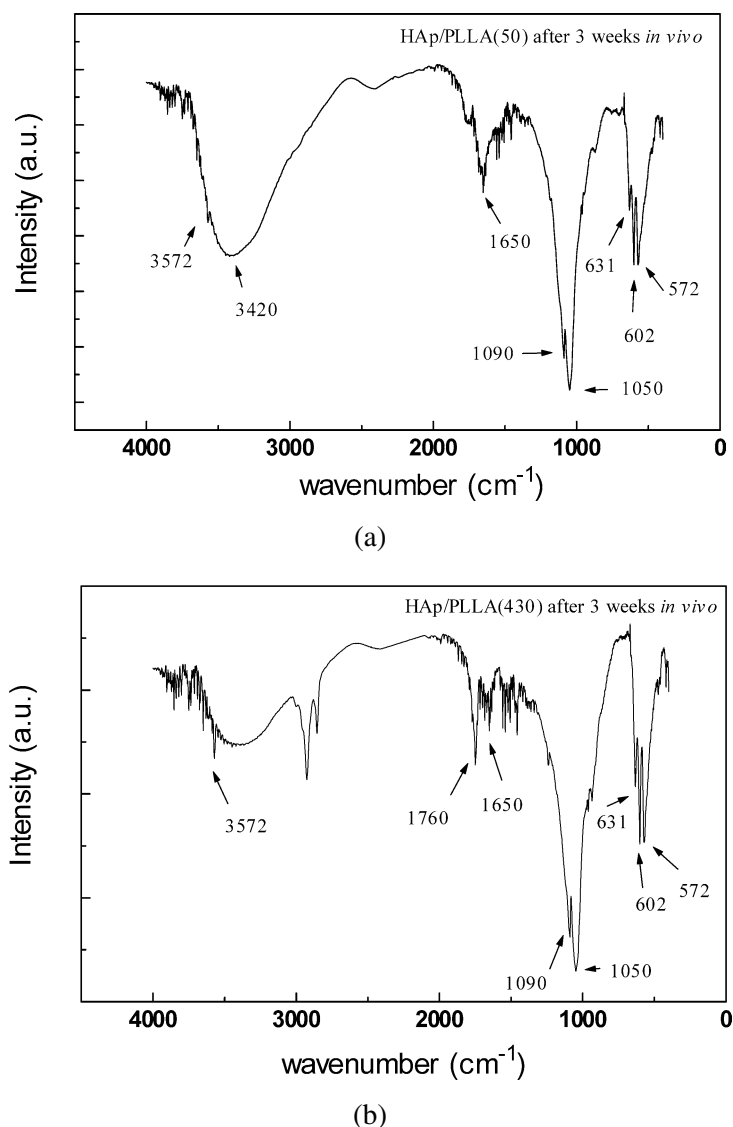 HAp/PLLA(50) after 3 weeks in vivo
Intensity (a.u.)
3572
3420
1650
1090
1050
631
602
572
4000 3000 2000 1000 0
wavenumber (cm-1)
(a)
HAp/PLLA(430) after 3 weeks in vivo
Intensity (a.u.)
3572
1760
1650
1090
1050
631
602
572
4000 3000 2000 1000 0
wavenumber (cm-1)
(b)